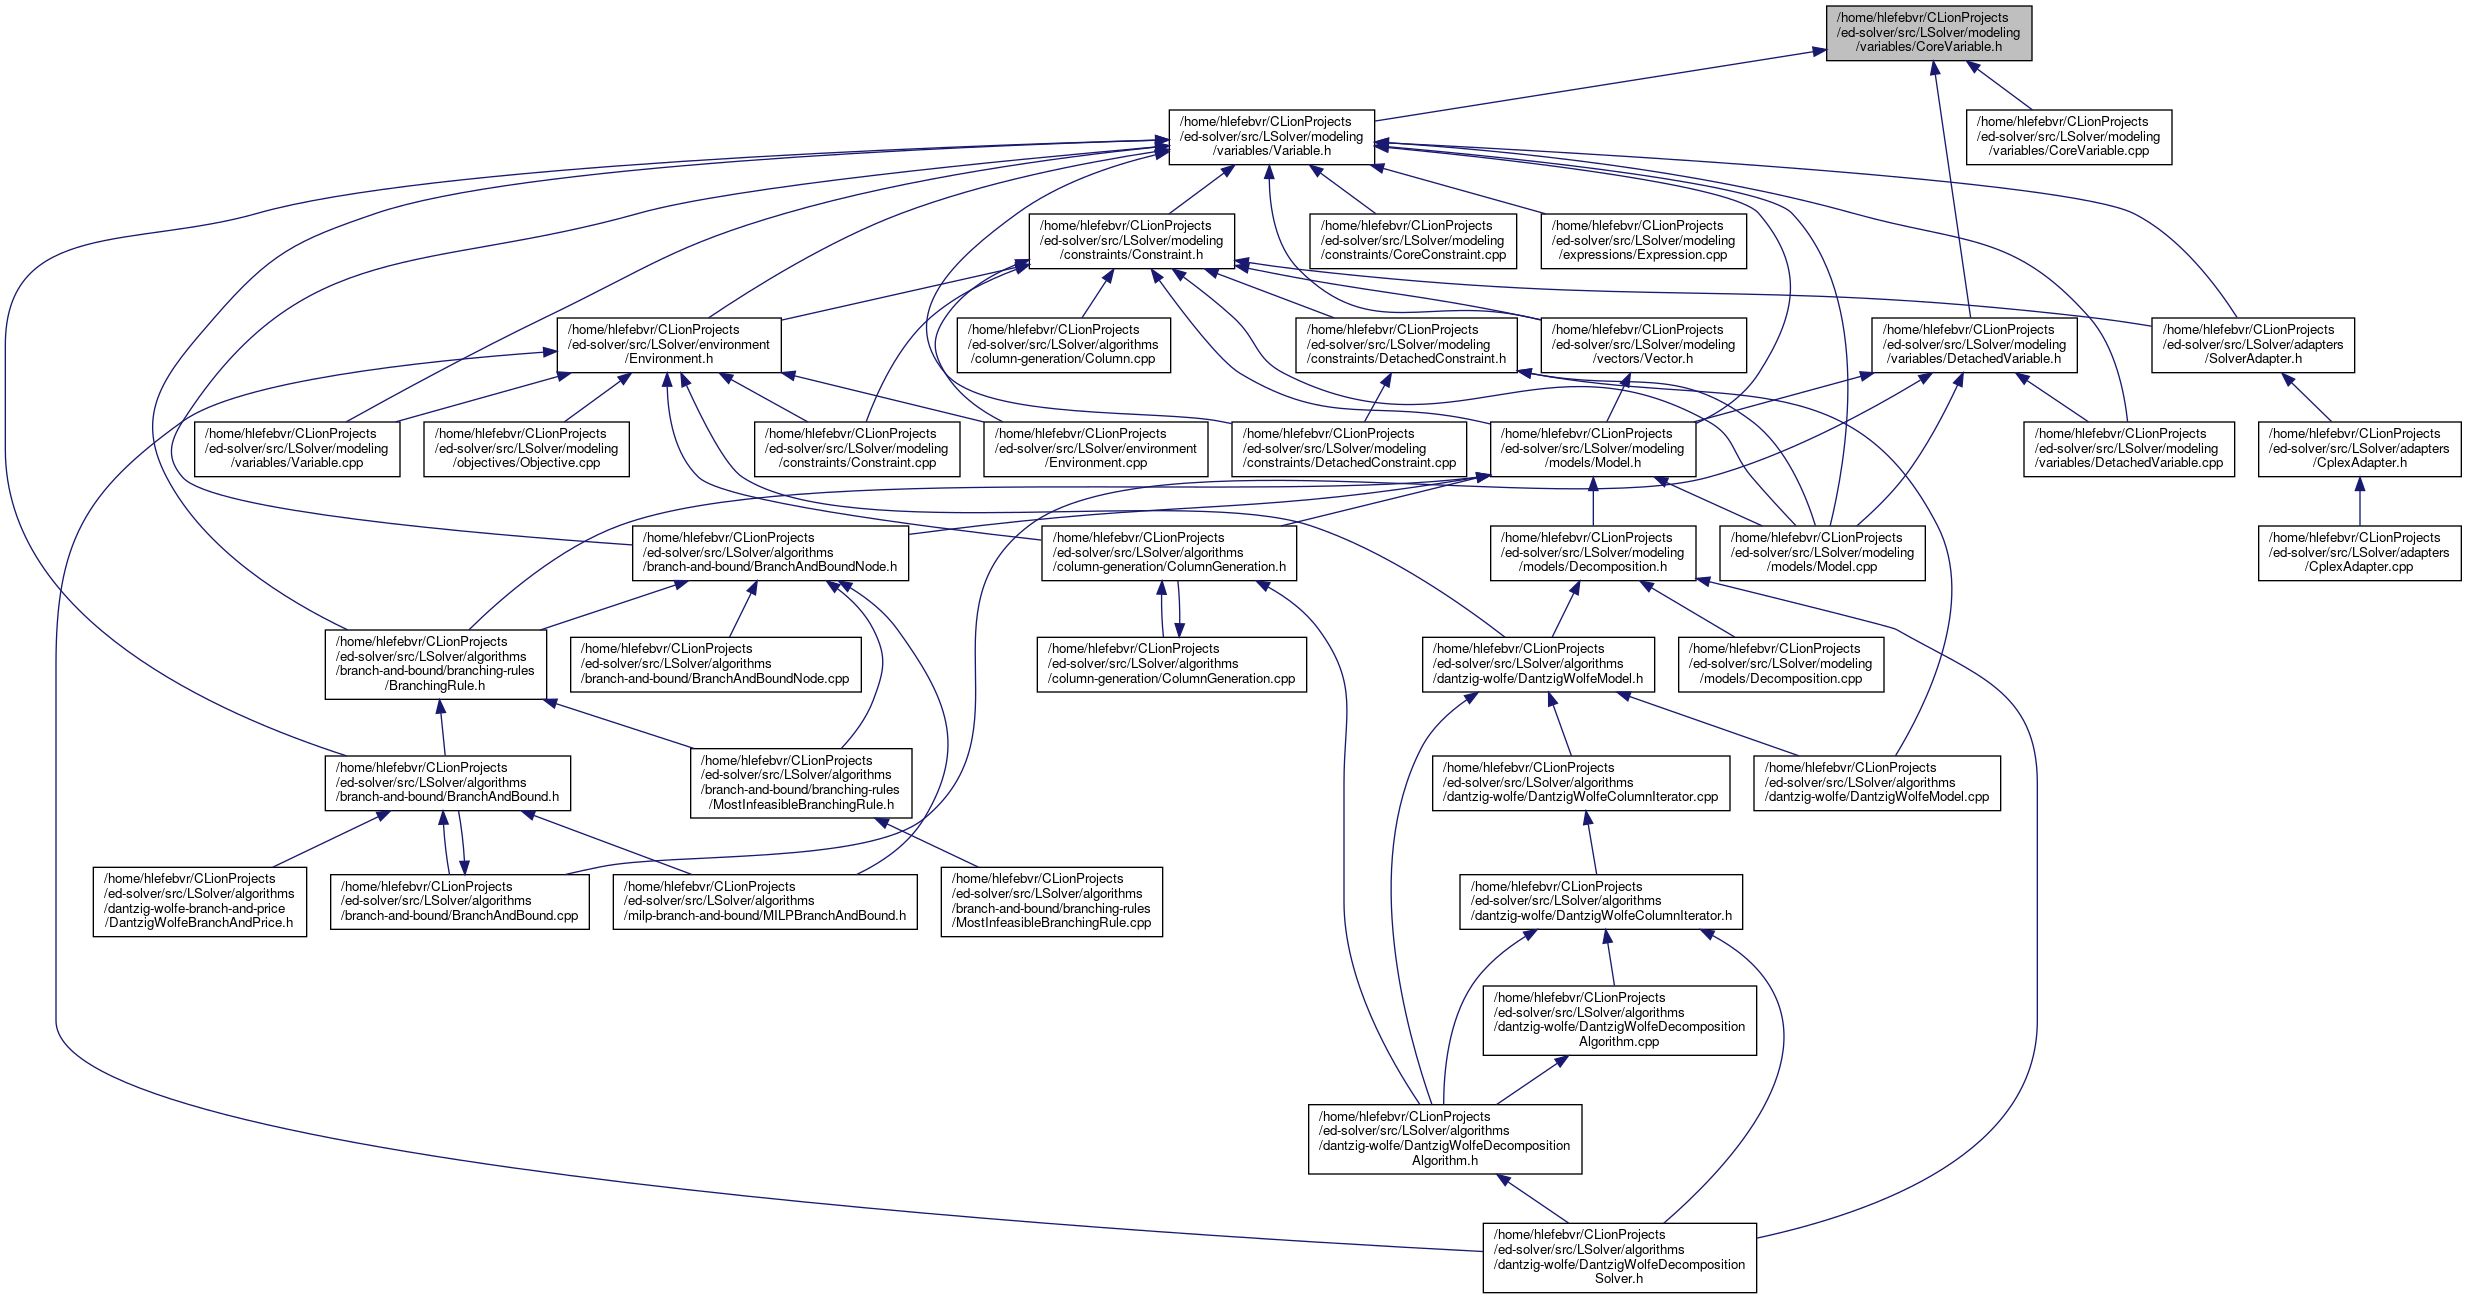 /home/hlefebvr/CLionProjects
/ed-solver/src/LSolver/modeling
/variables/CoreVariable.h
/home/hlefebvr/CLionProjects
/ed-solver/src/LSolver/modeling
/variables/Variable.h
/home/hlefebvr/CLionProjects
/ed-solver/src/LSolver/modeling
/variables/CoreVariable.cpp
/home/hlefebvr/CLionProjects
/ed-solver/src/LSolver/modeling
/constraints/Constraint.h
/home/hlefebvr/CLionProjects
/ed-solver/src/LSolver/modeling
/constraints/CoreConstraint.cpp
/home/hlefebvr/CLionProjects
/ed-solver/src/LSolver/modeling
/expressions/Expression.cpp
/home/hlefebvr/CLionProjects
/ed-solver/src/LSolver/environment
/Environment.h
/home/hlefebvr/CLionProjects
/ed-solver/src/LSolver/algorithms
/column-generation/Column.cpp
/home/hlefebvr/CLionProjects
/ed-solver/src/LSolver/modeling
/constraints/DetachedConstraint.h
/home/hlefebvr/CLionProjects
/ed-solver/src/LSolver/modeling
/vectors/Vector.h
/home/hlefebvr/CLionProjects
/ed-solver/src/LSolver/modeling
/variables/DetachedVariable.h
/home/hlefebvr/CLionProjects
/ed-solver/src/LSolver/adapters
/SolverAdapter.h
/home/hlefebvr/CLionProjects
/ed-solver/src/LSolver/modeling
/variables/Variable.cpp
/home/hlefebvr/CLionProjects
/ed-solver/src/LSolver/modeling
/objectives/Objective.cpp
/home/hlefebvr/CLionProjects
/ed-solver/src/LSolver/modeling
/constraints/Constraint.cpp
/home/hlefebvr/CLionProjects
/ed-solver/src/LSolver/environment
/Environment.cpp
/home/hlefebvr/CLionProjects
/ed-solver/src/LSolver/modeling
/constraints/DetachedConstraint.cpp
/home/hlefebvr/CLionProjects
/ed-solver/src/LSolver/modeling
/models/Model.h
/home/hlefebvr/CLionProjects
/ed-solver/src/LSolver/modeling
/variables/DetachedVariable.cpp
/home/hlefebvr/CLionProjects
/ed-solver/src/LSolver/adapters
/CplexAdapter.h
/home/hlefebvr/CLionProjects
/ed-solver/src/LSolver/algorithms
/branch-and-bound/BranchAndBoundNode.h
/home/hlefebvr/CLionProjects
/ed-solver/src/LSolver/algorithms
/column-generation/ColumnGeneration.h
/home/hlefebvr/CLionProjects
/ed-solver/src/LSolver/modeling
/models/Decomposition.h
/home/hlefebvr/CLionProjects
/ed-solver/src/LSolver/modeling
/models/Model.cpp
/home/hlefebvr/CLionProjects
/ed-solver/src/LSolver/adapters
/CplexAdapter.cpp
/home/hlefebvr/CLionProjects
/ed-solver/src/LSolver/algorithms
/branch-and-bound/branching-rules
/BranchingRule.h
/home/hlefebvr/CLionProjects
/ed-solver/src/LSolver/algorithms
/branch-and-bound/BranchAndBoundNode.cpp
/home/hlefebvr/CLionProjects
/ed-solver/src/LSolver/algorithms
/column-generation/ColumnGeneration.cpp
/home/hlefebvr/CLionProjects
/ed-solver/src/LSolver/algorithms
/dantzig-wolfe/DantzigWolfeModel.h
/home/hlefebvr/CLionProjects
/ed-solver/src/LSolver/modeling
/models/Decomposition.cpp
/home/hlefebvr/CLionProjects
/ed-solver/src/LSolver/algorithms
/branch-and-bound/BranchAndBound.h
/home/hlefebvr/CLionProjects
/ed-solver/src/LSolver/algorithms
/branch-and-bound/branching-rules
/MostInfeasibleBranchingRule.h
/home/hlefebvr/CLionProjects
/ed-solver/src/LSolver/algorithms
/dantzig-wolfe/DantzigWolfeColumnIterator.cpp
/home/hlefebvr/CLionProjects
/ed-solver/src/LSolver/algorithms
/dantzig-wolfe/DantzigWolfeModel.cpp
/home/hlefebvr/CLionProjects
/ed-solver/src/LSolver/algorithms
/dantzig-wolfe-branch-and-price
/DantzigWolfeBranchAndPrice.h
/home/hlefebvr/CLionProjects
/ed-solver/src/LSolver/algorithms
/branch-and-bound/BranchAndBound.cpp
/home/hlefebvr/CLionProjects
/ed-solver/src/LSolver/algorithms
/milp-branch-and-bound/MILPBranchAndBound.h
/home/hlefebvr/CLionProjects
/ed-solver/src/LSolver/algorithms
/branch-and-bound/branching-rules
/MostInfeasibleBranchingRule.cpp
/home/hlefebvr/CLionProjects
/ed-solver/src/LSolver/algorithms
/dantzig-wolfe/DantzigWolfeColumnIterator.h
/home/hlefebvr/CLionProjects
/ed-solver/src/LSolver/algorithms
/dantzig-wolfe/DantzigWolfeDecomposition
Algorithm.cpp
/home/hlefebvr/CLionProjects
/ed-solver/src/LSolver/algorithms
/dantzig-wolfe/DantzigWolfeDecomposition
Algorithm.h
/home/hlefebvr/CLionProjects
/ed-solver/src/LSolver/algorithms
/dantzig-wolfe/DantzigWolfeDecomposition
Solver.h